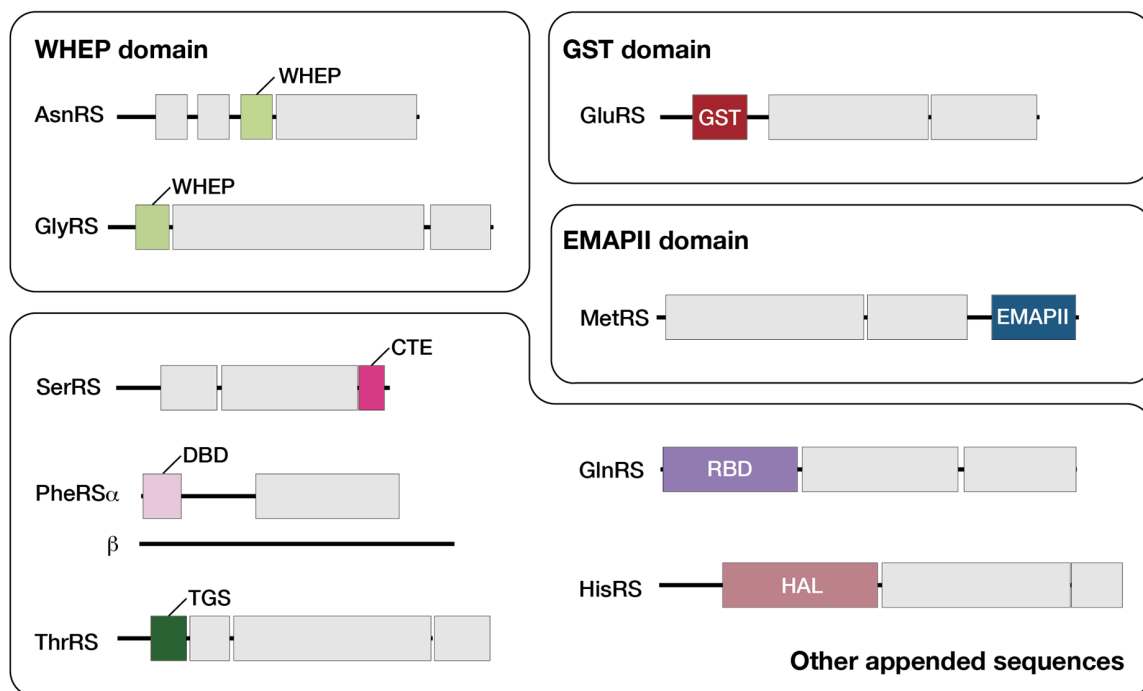 WHEP domain
WHEP
AsnRS
WHEP
GlyRS
GST domain
GluRS
GST
EMAPII domain
MetRS
EMAPII
CTE
SerRS
DBD
PheRSα
β
TGS
ThrRS
GlnRS
RBD
HisRS
HAL
Other appended sequences